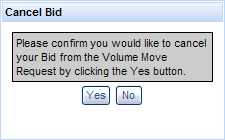 Cancel Bid
Please confirm you would like to cancel
your Bid from the Volume Move
Request by clicking the Yes button.
Yes No